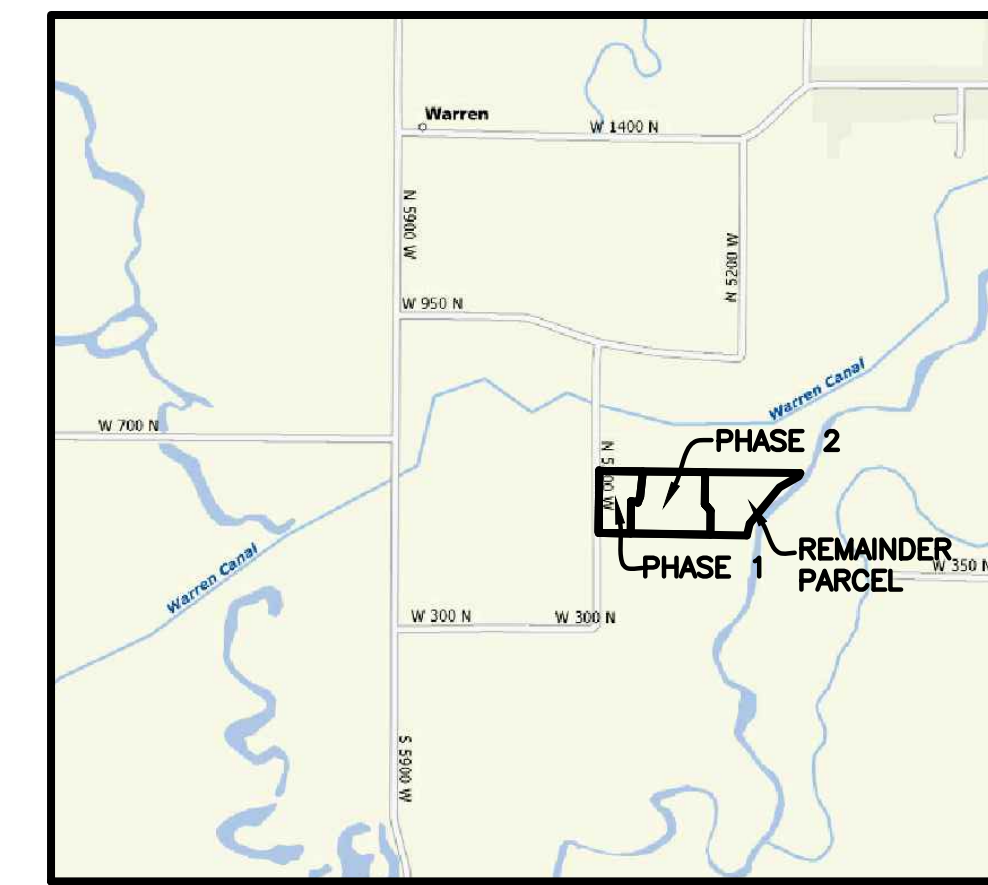 Warren
W 1400 N
N 5900 W
N 5200 W
W 950 N
Warren Canal
W 700 N
PHASE 2
PHASE 1
REMAINDER
PARCEL
W 350 N
Warren Canal
W 300 N
W 300 N
S 5900 W